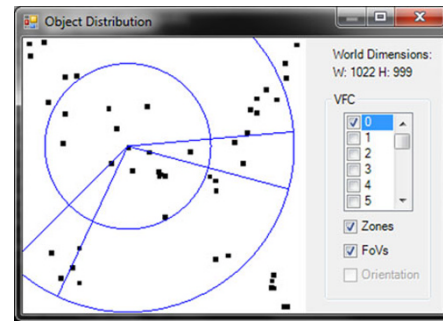 Object Distribution
World Dimensions:
W: 1022 H: 999
VFC
0
1
2
3
4
5
Zones
FoVs
Orientation